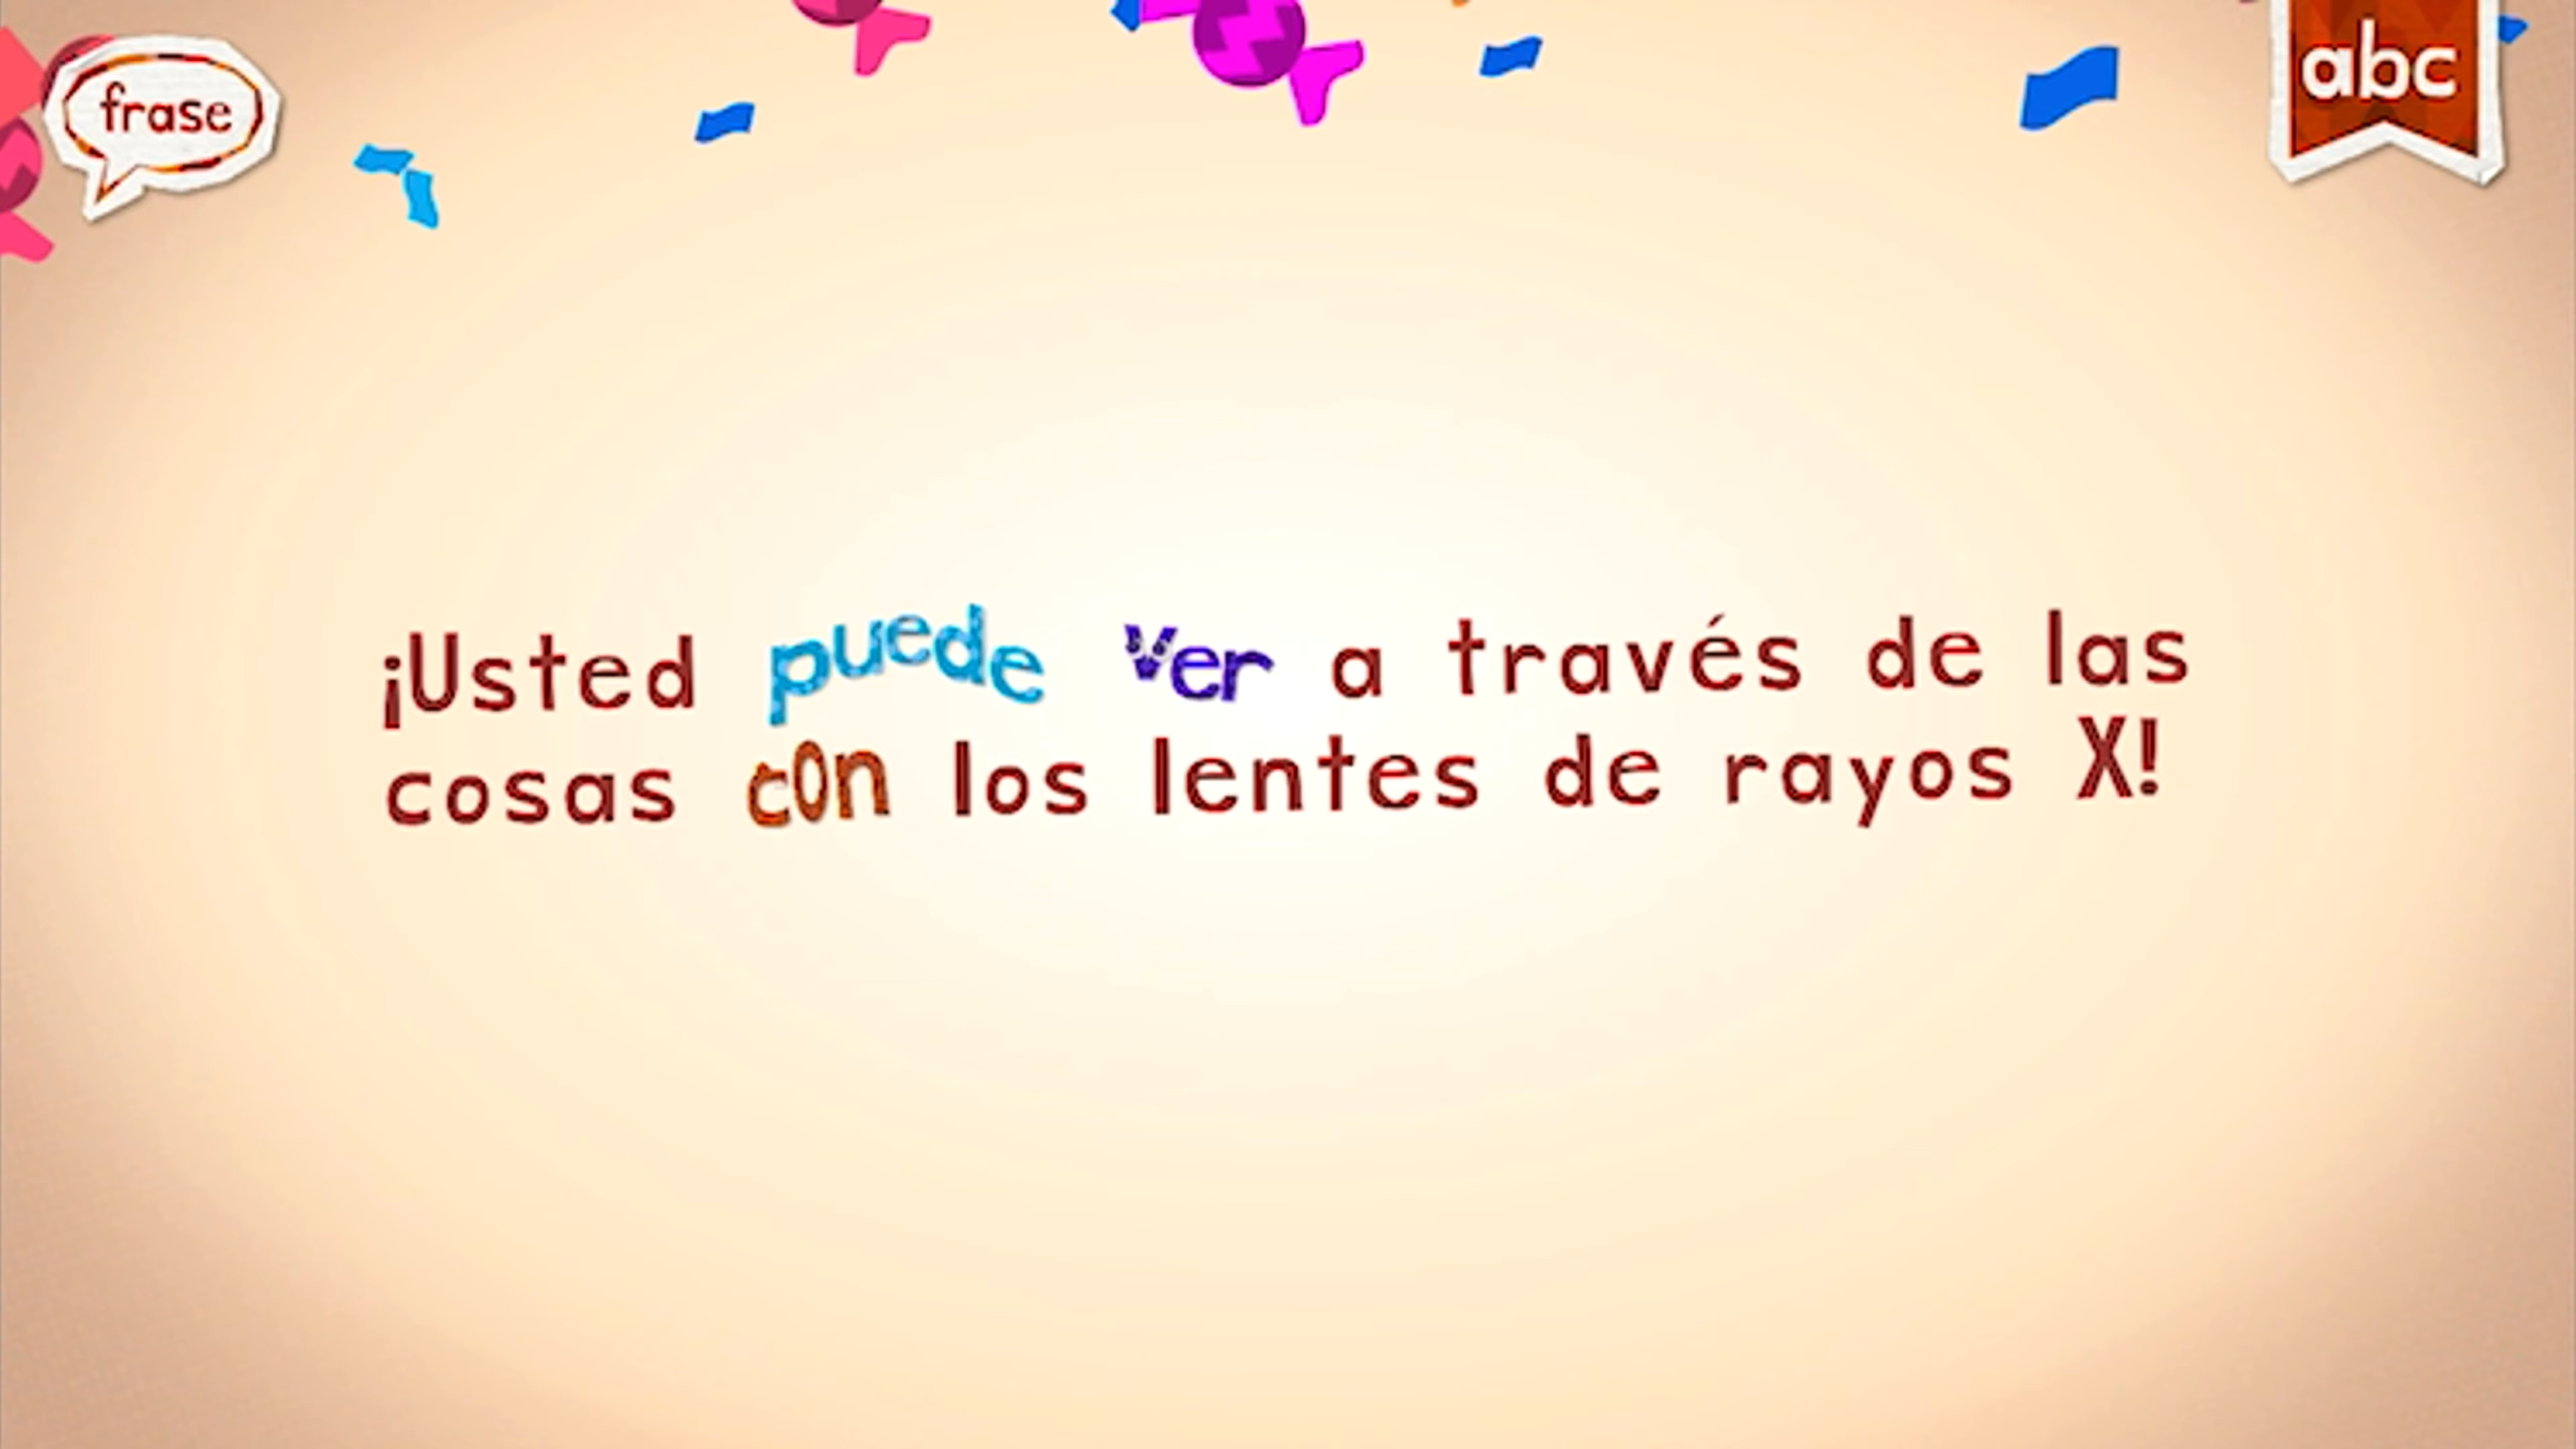 frase
abc
¡Usted puede ver a través de las
cosas con los lentes de rayos X!